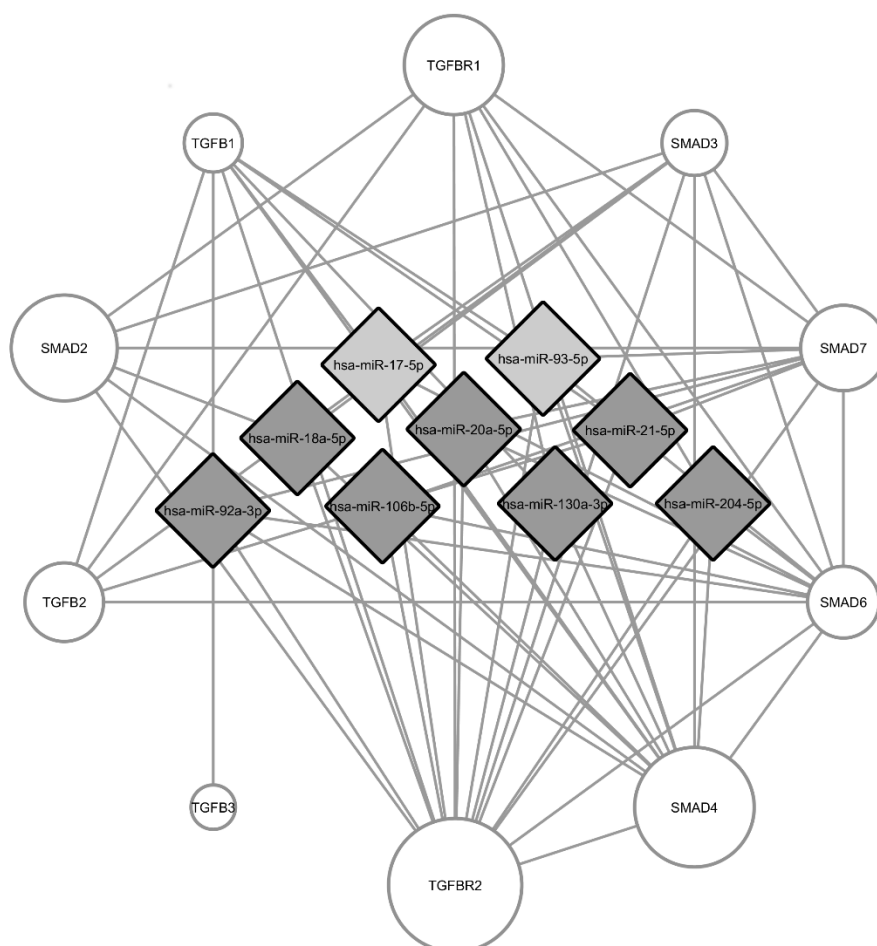 TGFBR1
TGFB1
SMAD3
SMAD2
SMAD7
hsa-miR-17-5p
hsa-miR-93-5p
hsa-miR-18a-5p
hsa-miR-20a-5p
hsa-miR-21-5p
hsa-miR-92a-3p
hsa-miR-106b-5p
hsa-miR-130a-3p
hsa-miR-204-5p
TGFB2
SMAD6
TGFB3
SMAD4
TGFBR2